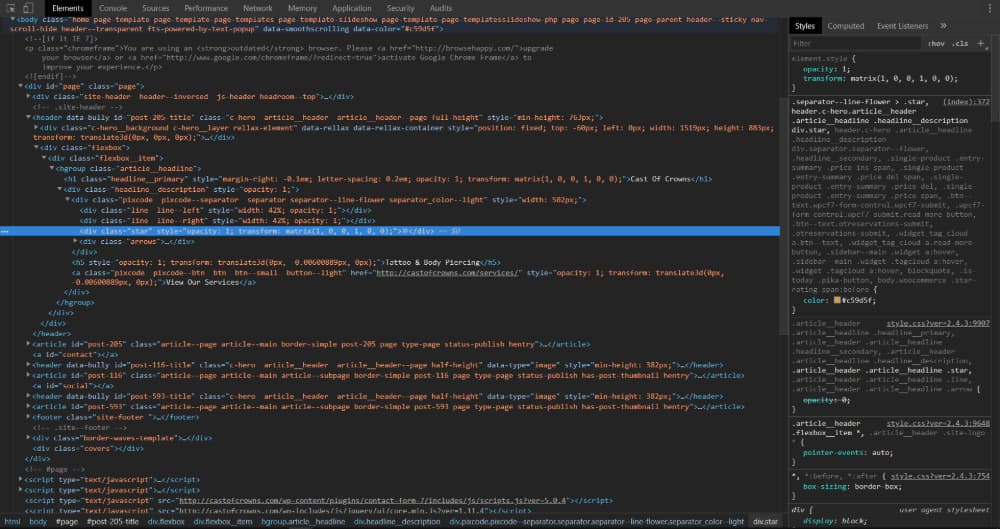 Elements Console Sources Network Timeline Memory Application Security Audits
<body class="home page-template page-template-page-templates page-template-slideshow page-template-page-templatesslideshow-php page page-id-205 page-parent header--sticky nav-
scroll-hide header--transparent fts-powered-by-text-popup" data-smoothscrolling data-color="#c59d5f">
<!--[if lt IE 7]>
<p class="chromeframe">You are using an <strong>outdated</strong> browser. Please <a href="http://browsehappy.com/">upgrade
your browser</a> or <a href="http://www.google.com/chromeframe/?redirect=true">activate Google Chrome Frame</a> to
improve your experience.</p>
<![endif]-->
<div id="page" class="page">
<div class="site-header header--inversed js-header headroom--top">…</div>
<!-- .site-header -->
<header data-bully id="post-205-title" class="c-hero article__header article__header--page full-height" style="min-height: 763px;">
<div class="c-hero__background c-hero__layer rellax-element" data-rellax data-rellax-container style="position: fixed; top: -60px; left: 0px; width: 1519px; height: 883px;
transform: translate3d(0px, 0px, 0px);">…</div>
<div class="flexbox">
<div class="flexbox__item">
<hgroup class="article__headline">
<h1 class="headline__primary" style="margin-right: -0.1em; letter-spacing: 0.2em; opacity: 1; transform: matrix(1, 0, 0, 1, 0, 0);">Cast Of Crowns</h1>
<div class="headline__description" style="opacity: 1;">
<div class="pixcode pixcode--separator separator separator--line-flower separator_color--light" style="width: 502px;">
<div class="line line--left" style="width: 42%; opacity: 1;"></div>
<div class="line line--right" style="width: 42%; opacity: 1;"></div>
<div class="star" style="opacity: 1; transform: matrix(1, 0, 0, 1, 0, 0);"></div> == $0
<div class="arrows">…</div>
</div>
<h5 style="opacity: 1; transform: translate3d(0px, -0.00600889px, 0px);">Tattoo & Body Piercing</h5>
<a class="pixcode pixcode--btn btn btn--small button--light" href="http://castofcrowns.com/services/" style="opacity: 1; transform: translate3d(0px,
-0.00600889px, 0px);">View Our Services</a>
</div>
</hgroup>
</div>
</div>
</header>
<article id="post-205" class="article--page article--main border-simple post-205 page type-page status-publish hentry">…</article>
<a id="contact"></a>
<header data-bully id="post-116-title" class="c-hero article__header article__header--page half-height" data-type="image" style="min-height: 382px;">…</header>
<article id="post-116" class="article--page article--main article--subpage border-simple post-116 page type-page status-publish has-post-thumbnail hentry">…</article>
<a id="social"></a>
<header data-bully id="post-593-title" class="c-hero article__header article__header--page half-height" data-type="image" style="min-height: 382px;">…</header>
<article id="post-593" class="article--page article--main article--subpage border-simple post-593 page type-page status-publish has-post-thumbnail hentry">…</article>
<footer class="site-footer ">…</footer>
<!-- .site--footer -->
<div class="border-waves-template">…</div>
<div class="covers"></div>
</div>
<!-- #page -->
<script type="text/javascript">…</script>
<script type="text/javascript">…</script>
<script type="text/javascript" src="http://castofcrowns.com/wp-content/plugins/contact-form-7/includes/js/scripts.js?ver=5.0.4"></script>
<script type="text/javascript" src="http://castofcrowns.com/wp-includes/js/jquery/ui/core.min.js?ver=1.11.4"></script>
html body #page #post-205-title div.flexbox div.flexbox__item hgroup.article__headline div.headline__description div.pixcode.pixcode--separator.separator.separator--line-flower.separator_color--light div.star
Styles Computed Event Listeners »
Filter :hov .cls +
element.style {
opacity: 1;
transform: matrix(1, 0, 0, 1, 0, 0);
}
.separator--line-flower > .star, (index):372
header.c-hero .article__headline
.article__headline .headline__description
div.star, header.c-hero .article__headline
.headline__description
div.separator.separator--flower,
.headline__secondary, .single-product .entry-
summary .price ins span, .single-product
.entry-summary .price del span, .single-
product .entry-summary .price del, .single-
product .entry-summary .price span, .btn--
text.wpcf7-form-control.wpcf7-submit, .wpcf7-
form-control.wpcf7-submit.read-more-button,
.btn--text.otreservations-submit,
.otreservations-submit, .widget_tag_cloud
a.btn--text, .widget_tag_cloud a.read-more-
button, .sidebar--main .widget a:hover,
.sidebar--main .widget .tagcloud a:hover,
.widget .tagcloud a:hover, blockquote, .is-
today .pika-button, body.woocommerce .star-
rating span:before {
color: #c59d5f;
}
.article__header style.css?ver=2.4.3:9907
.article__headline .headline__primary,
.article__header .article__headline
.headline__secondary, .article__header
.article__headline .headline__description,
.article__header .article__headline .star,
.article__header .article__headline .line,
.article__header .article__headline .arrow {
opacity: 0;
}
.article__header style.css?ver=2.4.3:9648
.flexbox__item *, .article__header .site-logo
* {
pointer-events: auto;
}
*, *:before, *:after { style.css?ver=2.4.3:754
box-sizing: border-box;
}
div { user agent stylesheet
display: block;